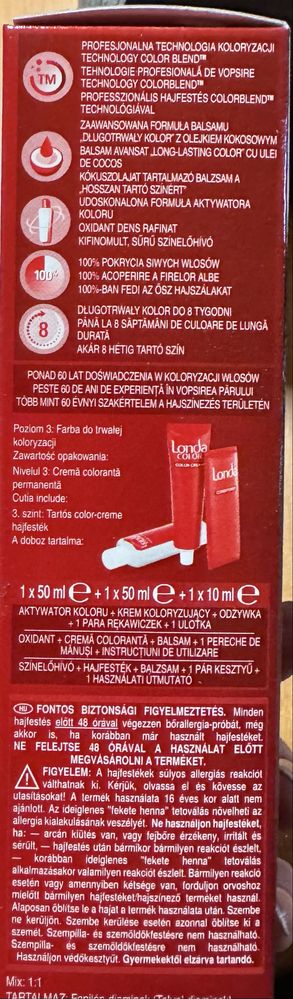 PROFESJONALNA TECHNOLOGIA KOLORYZACJI
TECHNOLOGY COLOR BLEND™
TEHNOLOGIE PROFESIONALĂ DE VOPSIRE
TECHNOLOGY COLORBLEND™
PROFESSZIONÁLIS HAJFESTÉS COLORBLEND™
TECHNOLÓGIÁVAL
TM
ZAAWANSOWANA FORMUŁA BALSAMU
„DŁUGOTRWAŁY KOLOR" Z OLEJKIEM KOKOSOWYM
BALSAM AVANSAT „LONG-LASTING COLOR" CU ULEI
DE COCOS
KÓKUSZOLAJAT TARTALMAZÓ BALZSAM A
„HOSSZAN TARTÓ SZÍNÉRT"
UDOSKONALONA FORMUŁA AKTYWATORA
KOLORU
OXIDANT DENS RAFINAT
KIFINOMULT, SŰRŰ SZÍNELŐHÍVÓ
100%
100% POKRYCIA SIWYCH WŁOSÓW
100% ACOPERIRE A FIRELOR ALBE
100%-BAN FEDI AZ ŐSZ HAJSZÁLAKAT
8
DŁUGOTRWAŁY KOLOR DO 8 TYGODNI
PÂNĂ LA 8 SĂPTĂMÂNI DE CULOARE DE LUNGĂ
DURATĂ
AKÁR 8 HÉTIG TARTÓ SZÍN
PONAD 60 LAT DOŚWIADCZENIA W KOLORYZACJI WŁOSÓW
PESTE 60 DE ANI DE EXPERIENȚĂ ÎN VOPSIREA PĂRULUI
TÖBB MINT 60 ÉVNYI SZAKÉRTELEM A HAJSZÍNEZÉS TERÜLETÉN
Poziom 3: Farba do trwałej
koloryzacji
Zawartość opakowania:
Nivelul 3: Cremă colorantă
permanentă
Cutia include:
3. szint: Tartós color-creme
hajfesték
A doboz tartalma:
Londa
COLOR
COLOR-CRE
Londa
1 x 50 ml ℮ + 1 x 50 ml ℮ + 1 x 10 ml ℮
AKTYWATOR KOLORU + KREM KOLORYZUJĄCY + ODŻYWKA
+ 1 PARA RĘKAWICZEK + 1 ULOTKA
OXIDANT + CREMĂ COLORANTĂ + BALSAM + 1 PERECHE DE
MĂNUȘI + INSTRUCȚIUNI DE UTILIZARE
SZÍNELŐHÍVÓ + HAJFESTÉK + BALZSAM + 1 PÁR KESZTYŰ +
1 HASZNÁLATI ÚTMUTATÓ
HU FONTOS BIZTONSÁGI FIGYELMEZTETÉS. Minden
hajfestés előtt 48 órával végezzen bőrallergia-próbát, még
akkor is, ha korábban már használt hajfestéket.
NE FELEJTSE 48 ÓRÁVAL A HASZNÁLAT ELŐTT
MEGVÁSÁROLNI A TERMÉKET.
FIGYELEM: A hajfestékek súlyos allergiás reakciót
válthatnak ki. Kérjük, olvassa el és kövesse az
utasításokat! A termék használata 16 éves kor alatt nem
ajánlott. Az ideiglenes "fekete henna" tetoválás növelheti az
allergia kialakulásának veszélyét. Ne használjon hajfestéket,
ha: — arcán kiütés van, vagy fejbőre érzékeny, irritált és
sérült, — hajfestés után bármikor bármilyen reakciót észlelt,
— korábban ideiglenes "fekete henna" tetoválás
alkalmazásakor valamilyen reakciót észlelt. Bármilyen reakció
esetén vagy amennyiben kétsége van, forduljon orvoshoz
mielőtt bármilyen hajfestéket/hajszínező terméket használ.
Alaposan öblítse le a hajat a termék használata után. Szembe
ne kerüljön. Szembe kerülése esetén azonnal öblítse ki a
szemét. Szempilla- és szemöldökfestésre nem használható.
Szempilla- és szemöldökfestésre nem használható.
Használjon védőkesztyűt. Gyermekektől elzárva tartandó.
Mix: 1:1